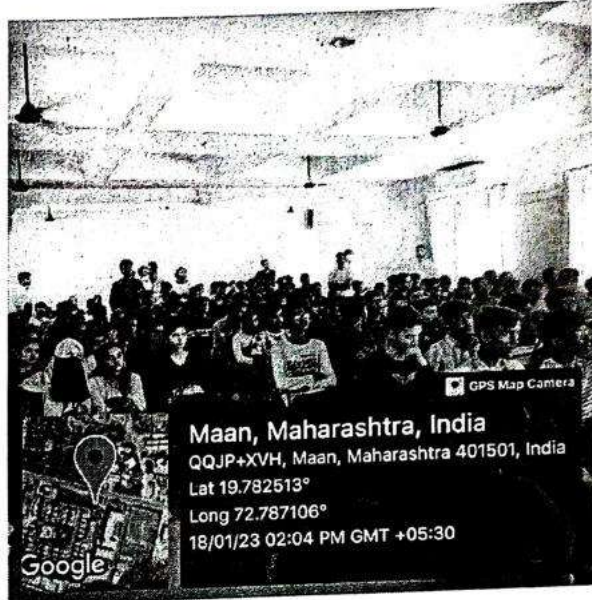 GPS Map Camera
Maan, Maharashtra, India
QQJP+XVH, Maan, Maharashtra 401501, India
Lat 19.782513°
Long 72.787106°
18/01/23 02:04 PM GMT +05:30
Google